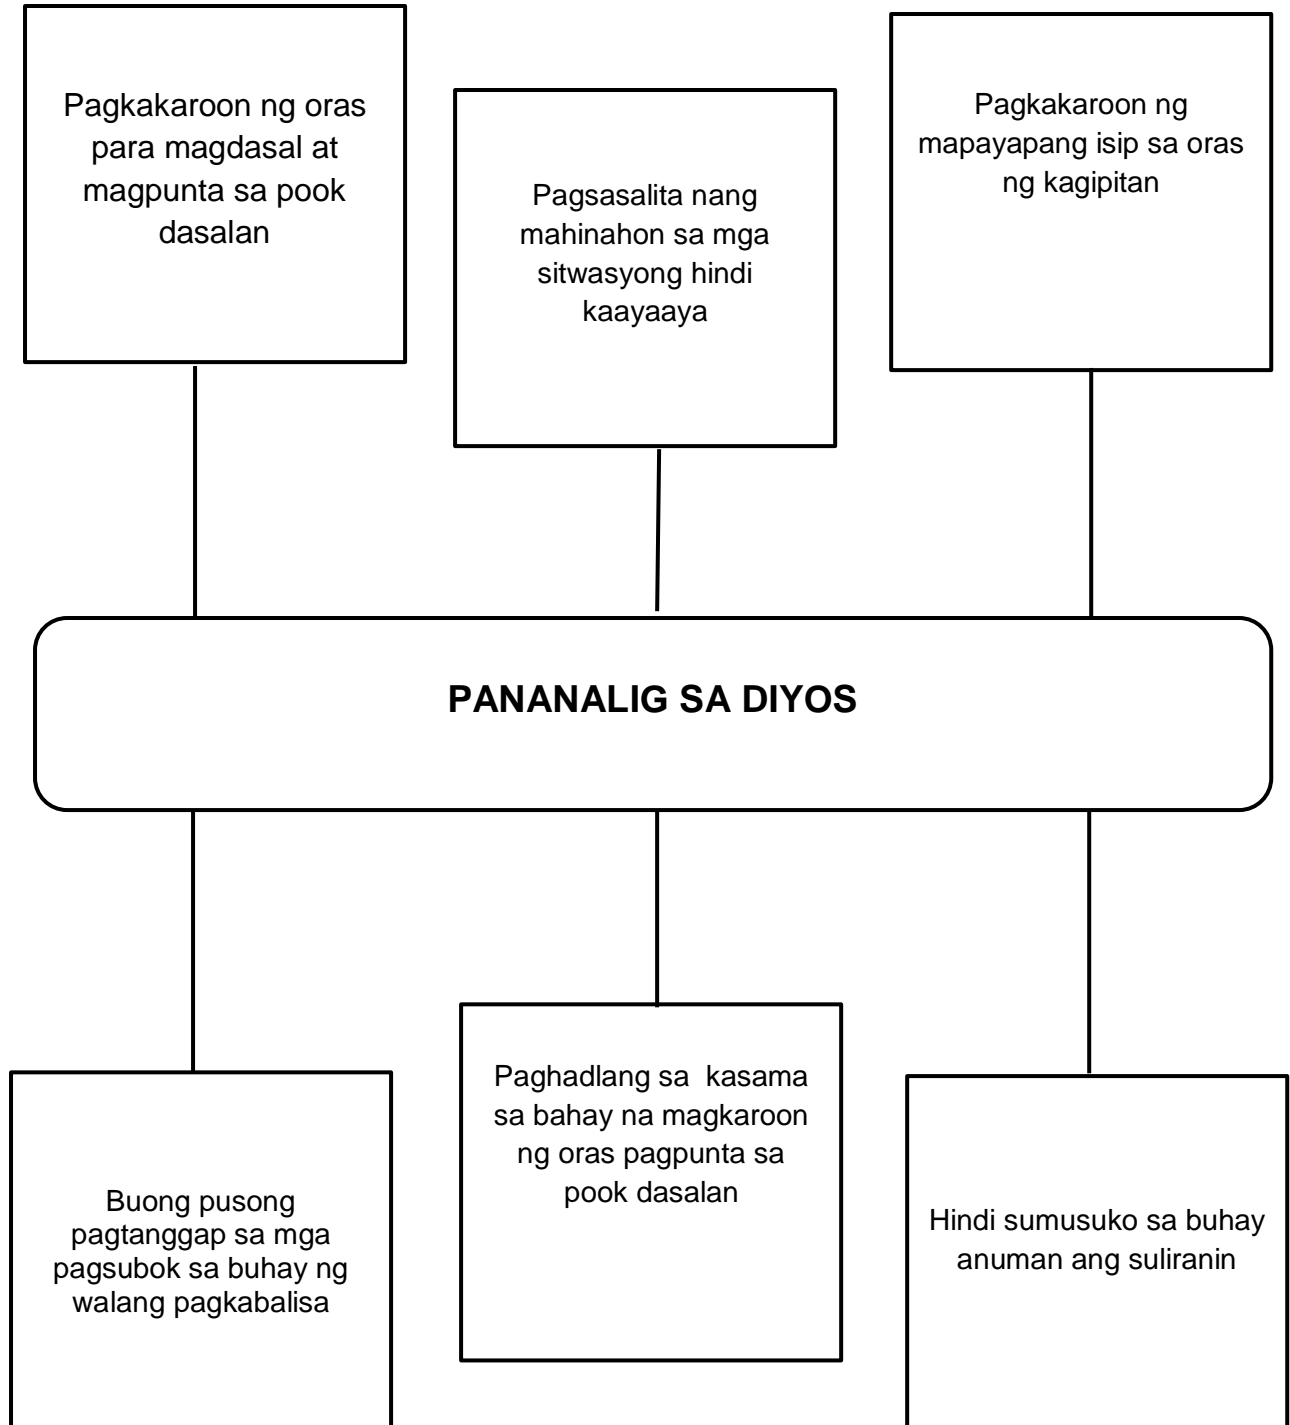 Pagkakaroon ng oras
para magdasal at
magpunta sa pook
dasalan
Pagsasalita nang
mahinahon sa mga
sitwasyong hindi
kaayaaya
Pagkakaroon ng
mapayapang isip sa oras
ng kagipitan
PANANALIG SA DIYOS
Buong pusong
pagtanggap sa mga
pagsubok sa buhay ng
walang pagkabalisa
Paghadlang sa kasama
sa bahay na magkaroon
ng oras pagpunta sa
pook dasalan
Hindi sumusuko sa buhay
anuman ang suliranin